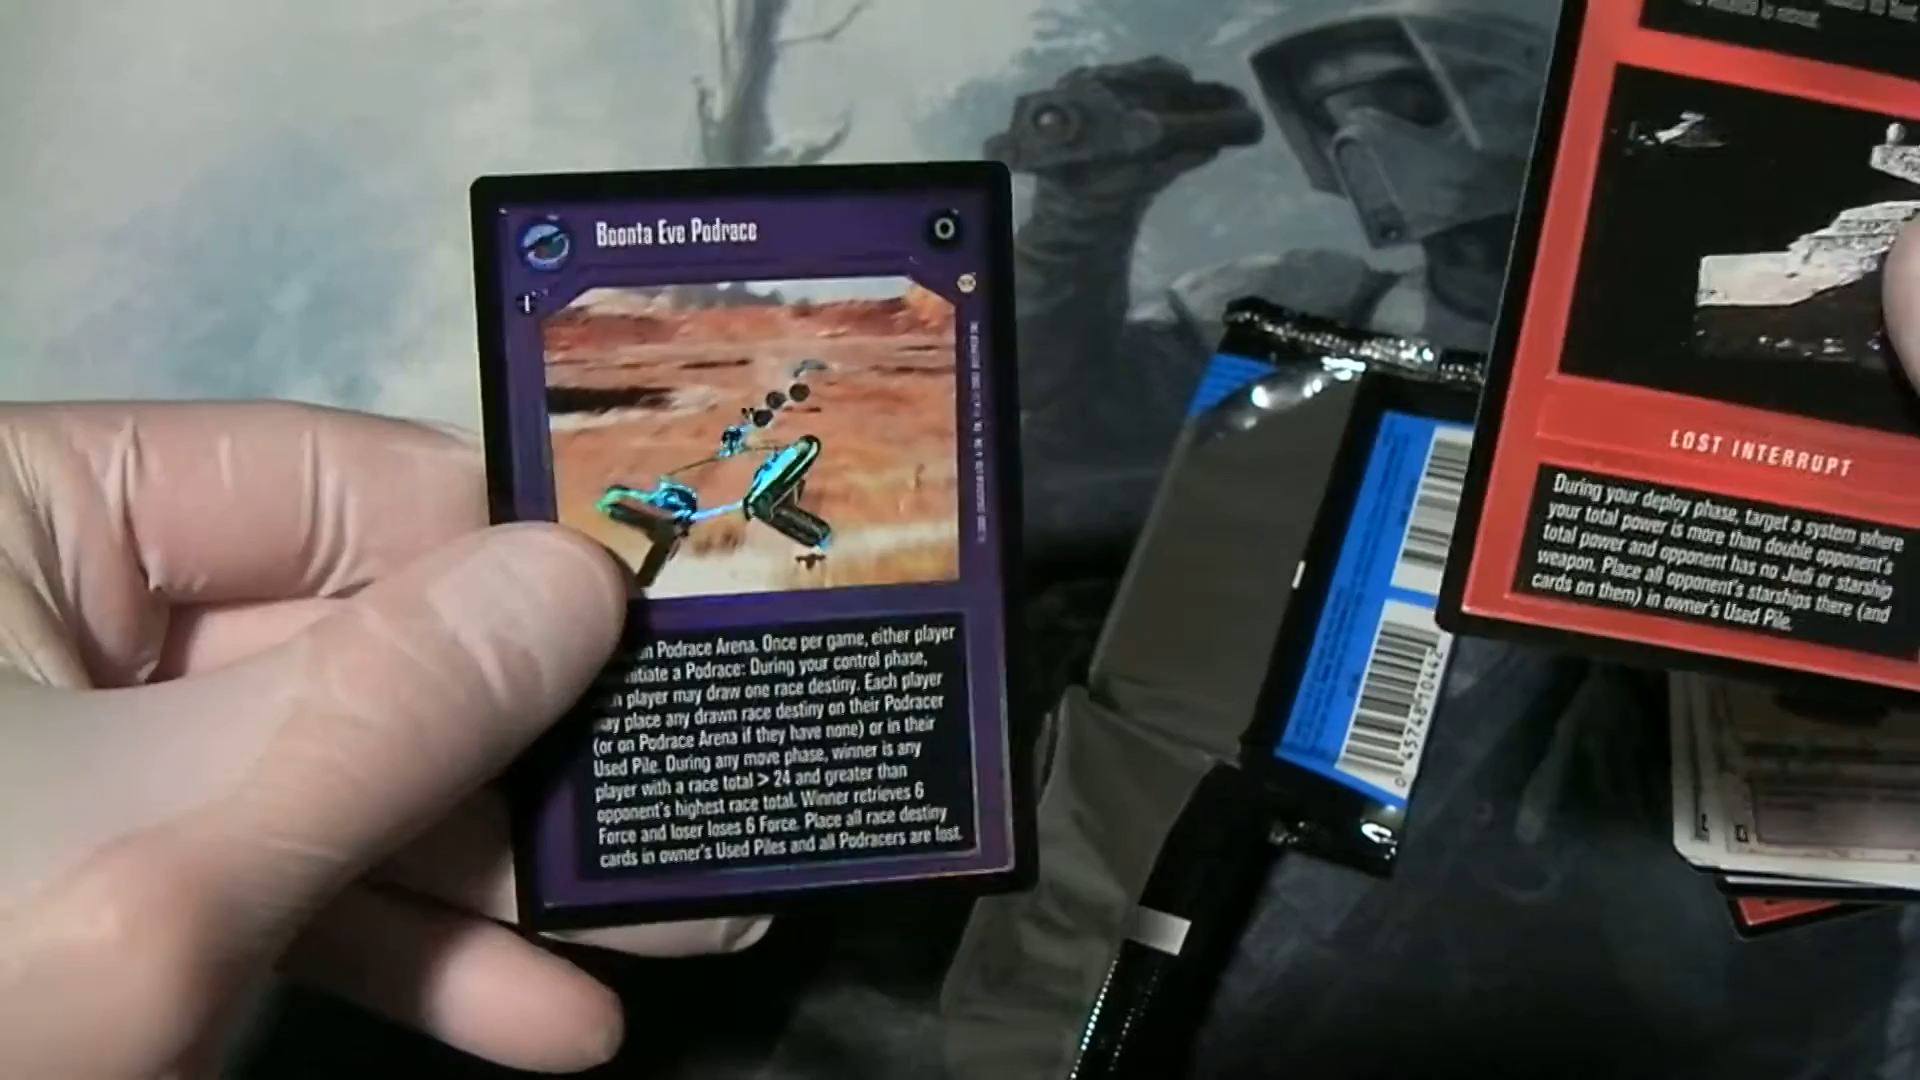 Boonta Eve Podrace
0
n Podrace Arena. Once per game, either player
itiate a Podrace: During your control phase,
player may draw one race destiny. Each player
ay place any drawn race destiny on their Podracer
(or on Podrace Arena if they have none) or in their
Used Pile. During any move phase, winner is any
player with a race total > 24 and greater than
opponent's highest race total. Winner retrieves 6
Force and loser loses 6 Force. Place all race destiny
cards in owner's Used Piles and all Podracers are lost.
LOST INTERRUPT
During your deploy phase, target a system where
your total power is more than double opponent's
total power and opponent has no Jedi or starship
weapon. Place all opponent's starships there (and
cards on them) in owner's Used Pile.